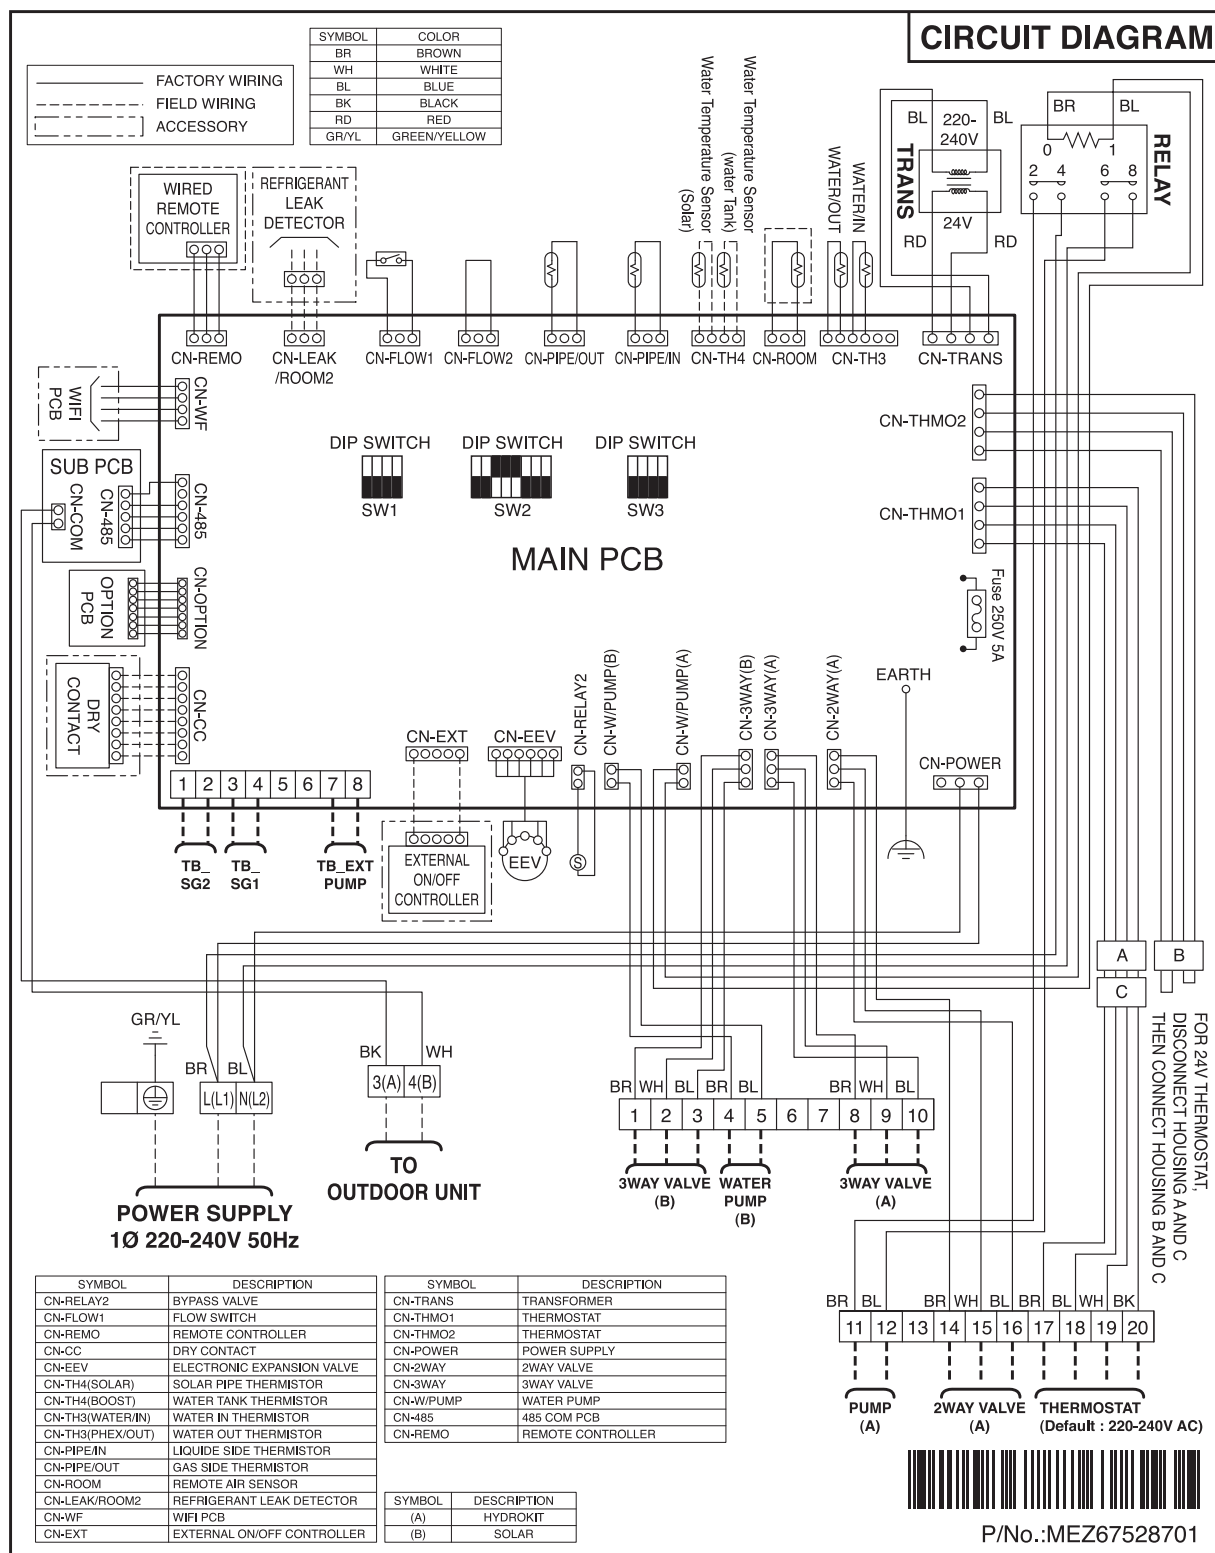 CIRCUIT DIAGRAM
FACTORY WIRING
FIELD WIRING
ACCESSORY
SYMBOL COLOR
BR BROWN
WH WHITE
BL BLUE
BK BLACK
RD RED
GR/YL GREEN/YELLOW
WIRED
REMOTE
CONTROLLER
REFRIGERANT
LEAK
DETECTOR
Water Temperature Sensor
(Solar)
Water Temperature Sensor
(water Tank)
WATER/OUT
WATER/IN
BL
220-
240V
BL
TRANS
24V
RD
RD
BR
BL
0
1
2 4 6 8
RELAY
CN-REMO
CN-LEAK
/ROOM2
CN-FLOW1
CN-FLOW2
CN-PIPE/OUT
CN-PIPE/IN
CN-TH4
CN-ROOM
CN-TH3
CN-TRANS
WIFI
PCB
CN-WF
SUB PCB
CN-COM
CN-485
CN-485
OPTION
PCB
CN-OPTION
DRY
CONTACT
CN-CC
DIP SWITCH
SW1
DIP SWITCH
SW2
DIP SWITCH
SW3
MAIN PCB
CN-THMO2
CN-THMO1
Fuse 250V 5A
EARTH
CN-POWER
CN-EXT
CN-EEV
CN-RELAY2
CN-W/PUMP(B)
CN-W/PUMP(A)
CN-3WAY(B)
CN-3WAY(A)
CN-2WAY(A)
1 2 3 4 5 6 7 8
TB_
SG2
TB_
SG1
TB_EXT
PUMP
EXTERNAL
ON/OFF
CONTROLLER
EEV
S
A
B
C
FOR 24V THERMOSTAT,
DISCONNECT HOUSING A AND C
THEN CONNECT HOUSING B AND C
GR/YL
BR BL
L(L1) N(L2)
BK WH
3(A) 4(B)
TO
OUTDOOR UNIT
POWER SUPPLY
1Ø 220-240V 50Hz
BR WH BL BR BL BR WH BL
1 2 3 4 5 6 7 8 9 10
3WAY VALVE
(B)
WATER
PUMP
(B)
3WAY VALVE
(A)
BR BL BR WH BL BR BL WH BK
11 12 13 14 15 16 17 18 19 20
PUMP
(A)
2WAY VALVE
(A)
THERMOSTAT
(Default : 220-240V AC)
SYMBOL DESCRIPTION
CN-RELAY2 BYPASS VALVE
CN-FLOW1 FLOW SWITCH
CN-REMO REMOTE CONTROLLER
CN-CC DRY CONTACT
CN-EEV ELECTRONIC EXPANSION VALVE
CN-TH4(SOLAR) SOLAR PIPE THERMISTOR
CN-TH4(BOOST) WATER TANK THERMISTOR
CN-TH3(WATER/IN) WATER IN THERMISTOR
CN-TH3(PHEX/OUT) WATER OUT THERMISTOR
CN-PIPE/IN LIQUIDE SIDE THERMISTOR
CN-PIPE/OUT GAS SIDE THERMISTOR
CN-ROOM REMOTE AIR SENSOR
CN-LEAK/ROOM2 REFRIGERANT LEAK DETECTOR
CN-WF WIFI PCB
CN-EXT EXTERNAL ON/OFF CONTROLLER
SYMBOL DESCRIPTION
CN-TRANS TRANSFORMER
CN-THMO1 THERMOSTAT
CN-THMO2 THERMOSTAT
CN-POWER POWER SUPPLY
CN-2WAY 2WAY VALVE
CN-3WAY 3WAY VALVE
CN-W/PUMP WATER PUMP
CN-485 485 COM PCB
CN-REMO REMOTE CONTROLLER
SYMBOL DESCRIPTION
(A) HYDROKIT
(B) SOLAR
P/No.:MEZ67528701